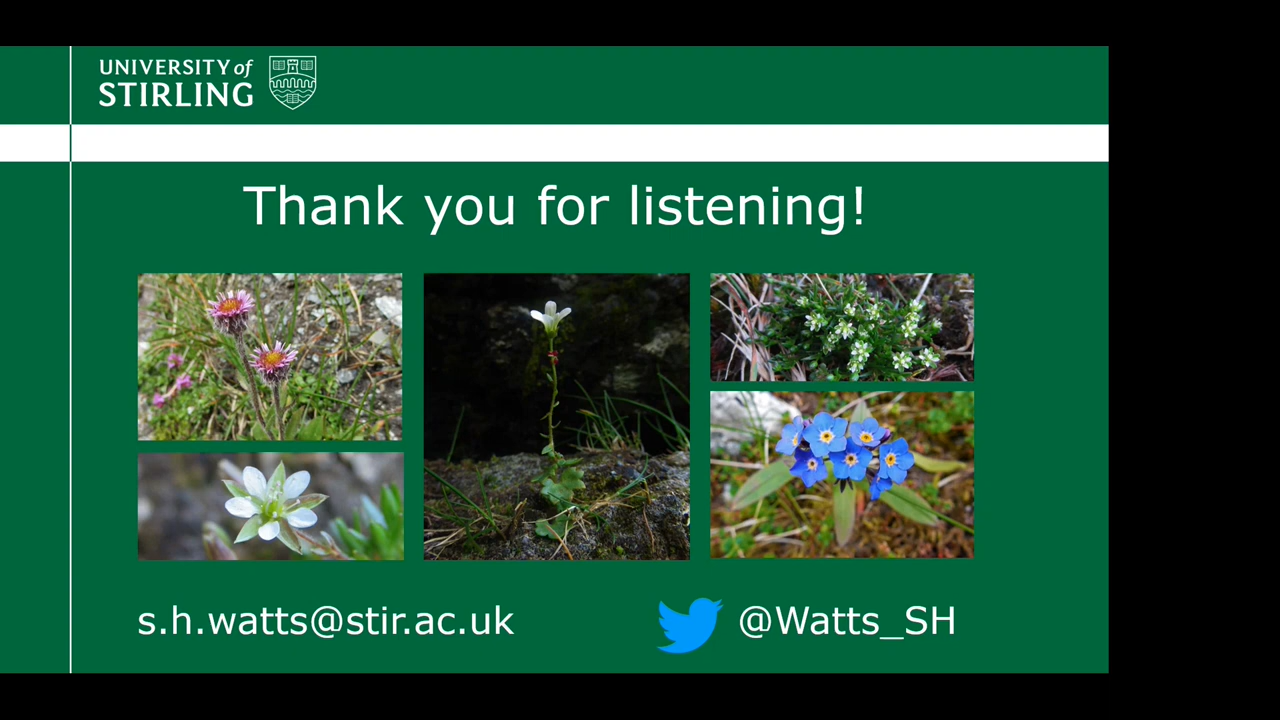 UNIVERSITY of
STIRLING
Thank you for listening!
s.h.watts@stir.ac.uk
@Watts_SH